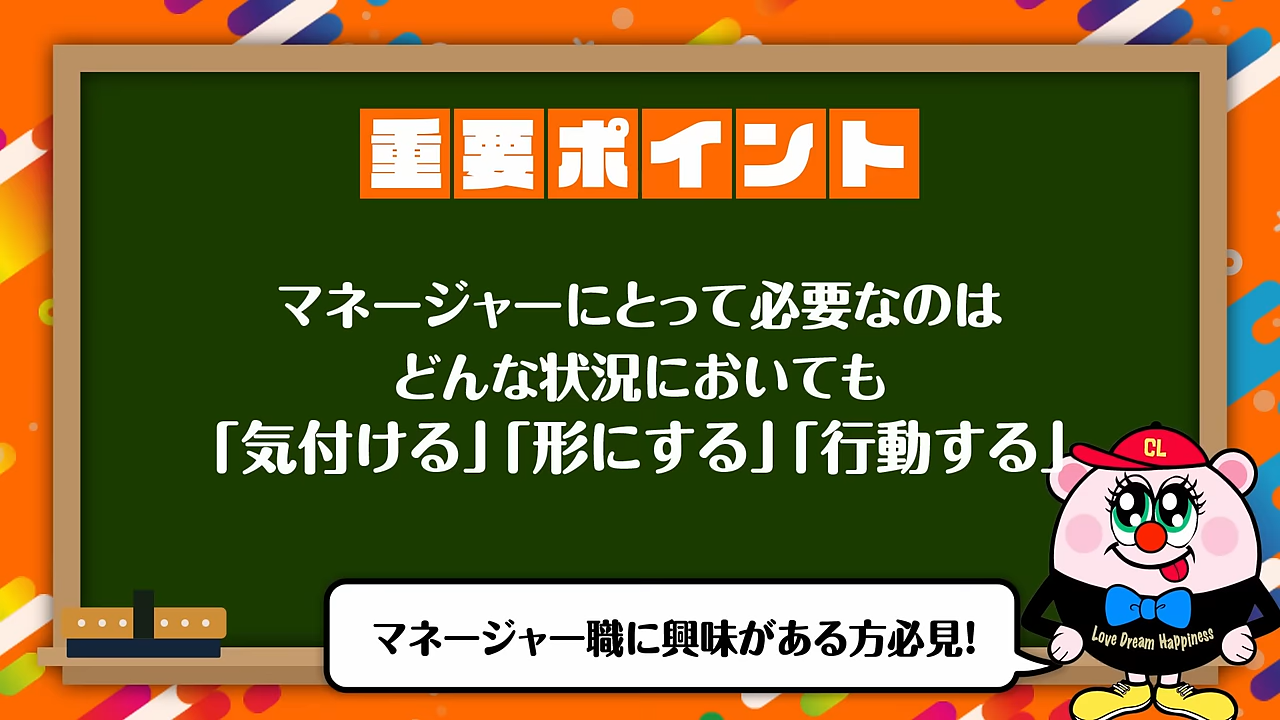 重要ポイント
マネージャーにとって必要なのは
どんな状況においても
「気付ける」「形にする」「行動する」
CL
Love Dream Happiness
マネージャー職に興味がある方必見!